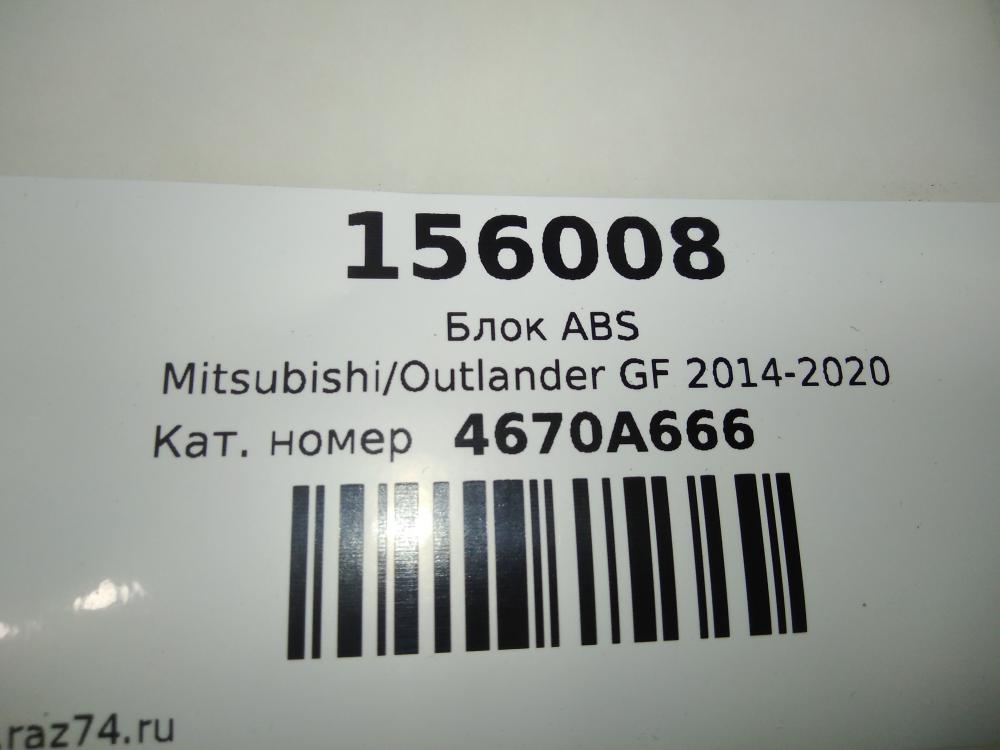 156008
Блок ABS
Mitsubishi/Outlander GF 2014-2020
Кат. номер 4670A666
.raz74.ru